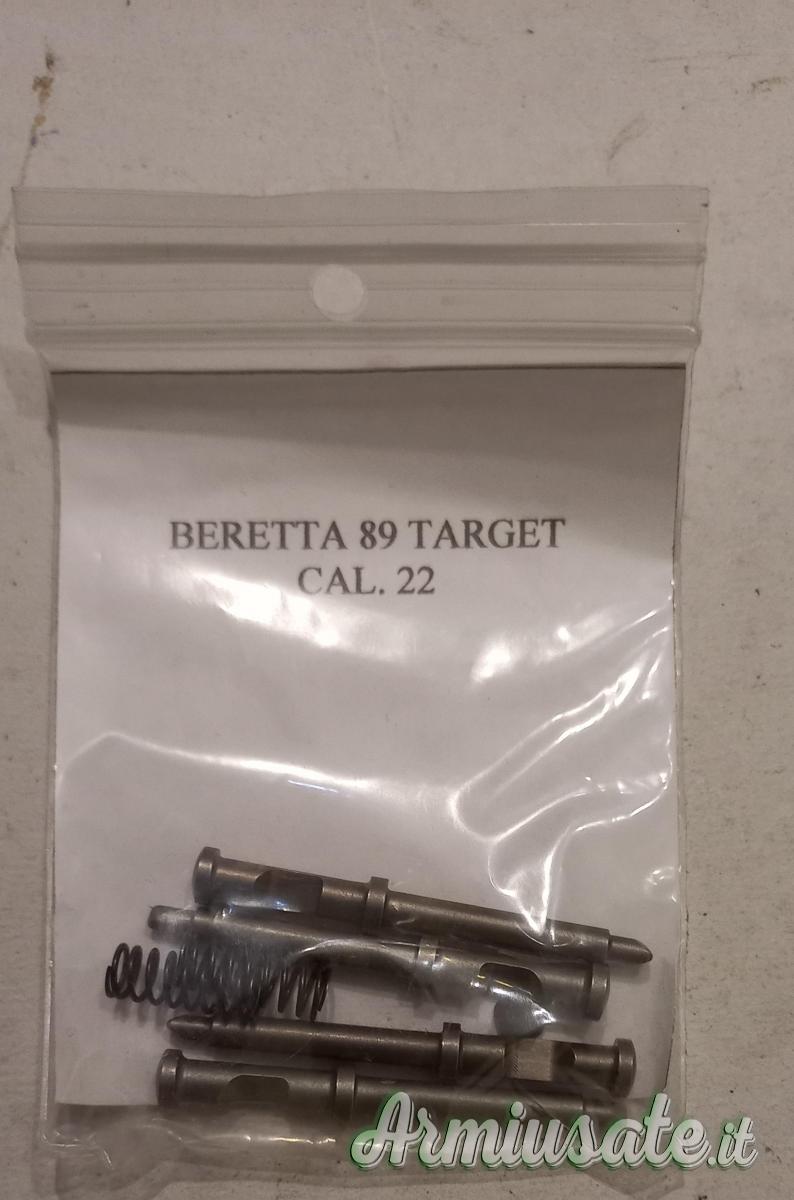 BERETTA 89 TARGET
CAL. 22
Armiusate.it